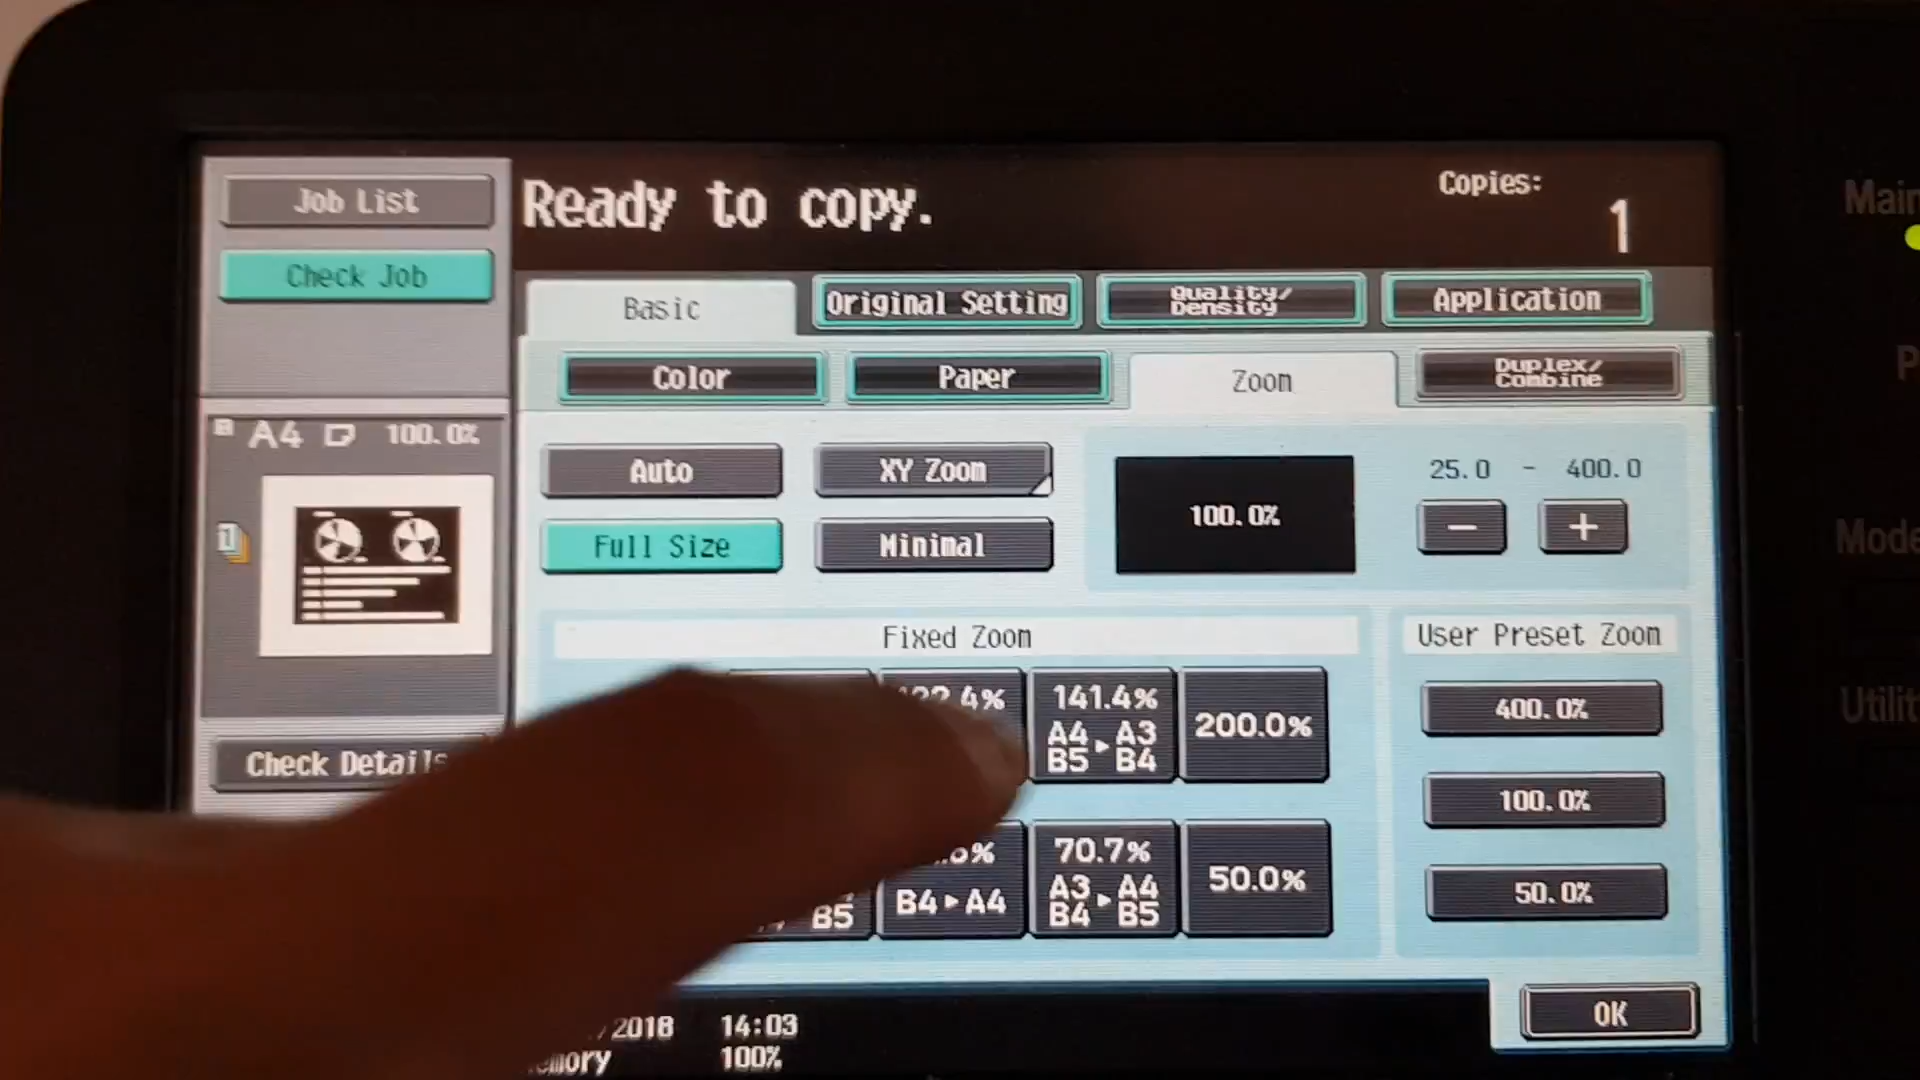 Job List
Check Job
A4 100.0%
1
Check Details
Ready to copy.
Copies:
1
Basic
Original Setting
Quality/
Density
Application
Color
Paper
Zoom
Duplex/
Combine
Auto
XY Zoom
Full Size
Minimal
100.0%
25.0 - 400.0
−
+
Fixed Zoom
141.4%
A4 ▸ A3
B5 ▸ B4
200.0%
70.7%
A3 ▸ A4
B4 ▸ B5
50.0%
B5
B4 ▸ A4
User Preset Zoom
400.0%
100.0%
50.0%
OK
/2018 14:03
100%
Utilit